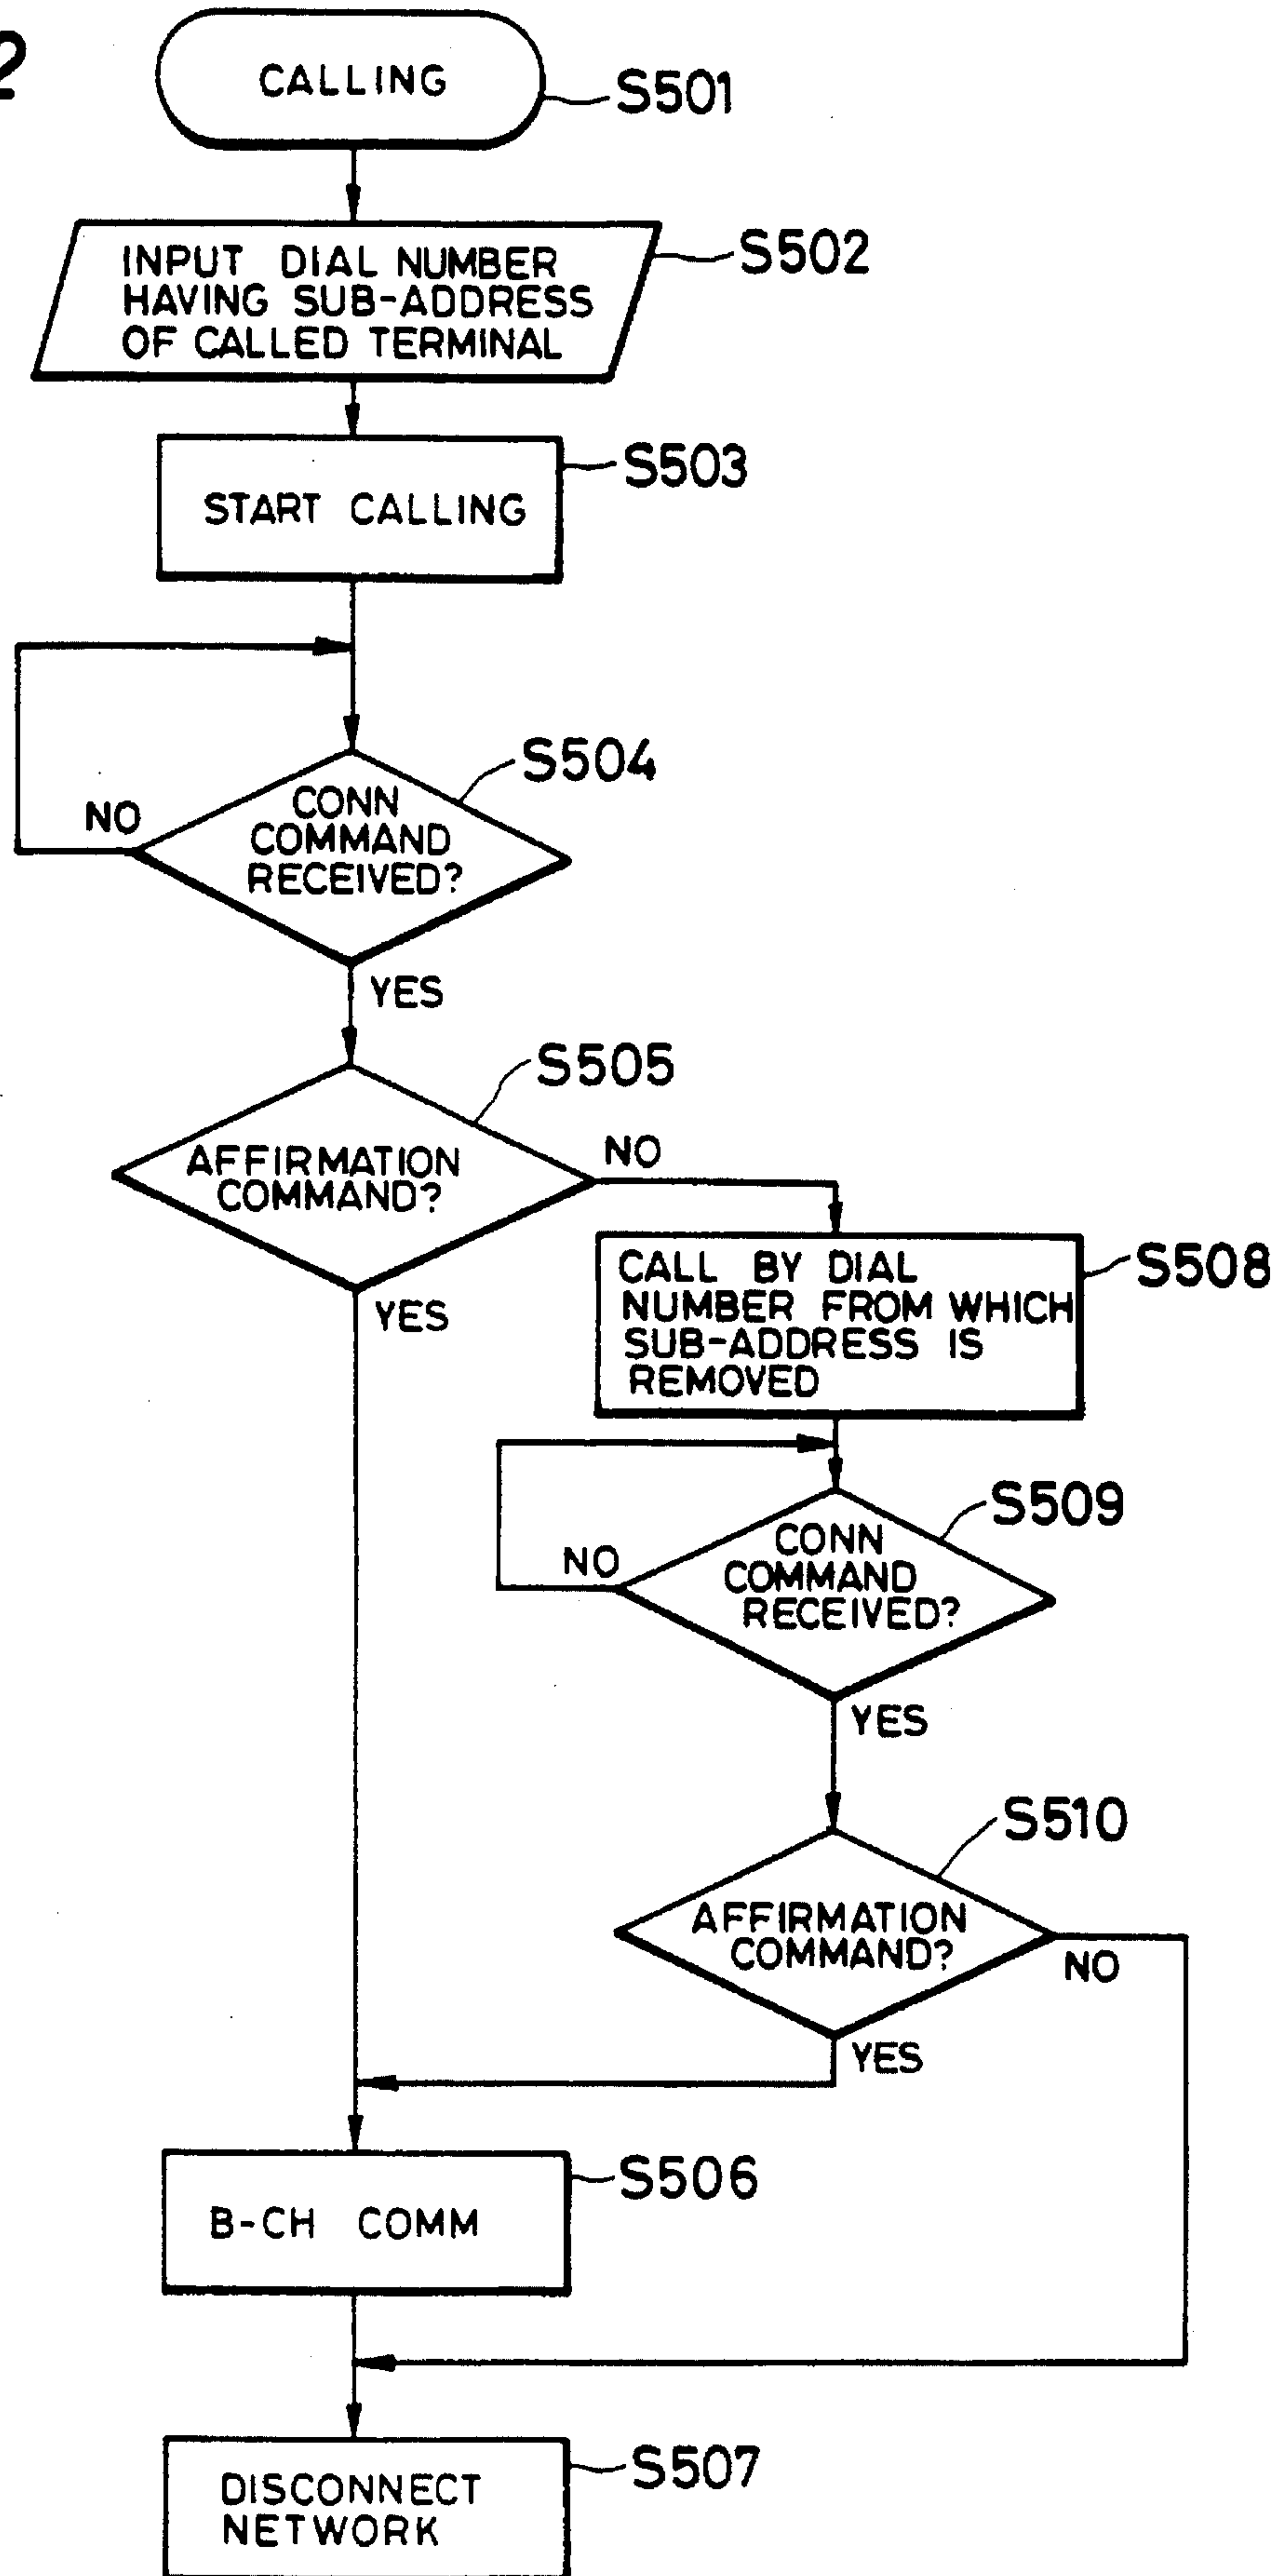 2
CALLING
S501
INPUT DIAL NUMBER
HAVING SUB-ADDRESS
OF CALLED TERMINAL
S502
START CALLING
S503
CONN
COMMAND
RECEIVED?
S504
NO
YES
AFFIRMATION
COMMAND?
S505
NO
YES
CALL BY DIAL
NUMBER FROM WHICH
SUB-ADDRESS IS
REMOVED
S508
CONN
COMMAND
RECEIVED?
S509
NO
YES
AFFIRMATION
COMMAND?
S510
NO
YES
B-CH COMM
S506
DISCONNECT
NETWORK
S507